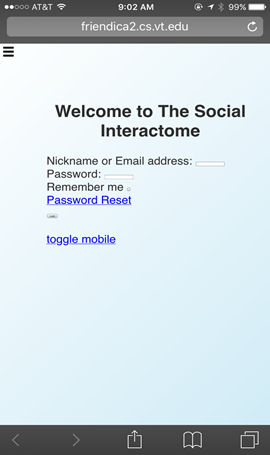 AT&T 9:02 AM 99%
friendica2.cs.vt.edu
Welcome to The Social
Interactome
Nickname or Email address:
Password:
Remember me
Password Reset
toggle mobile